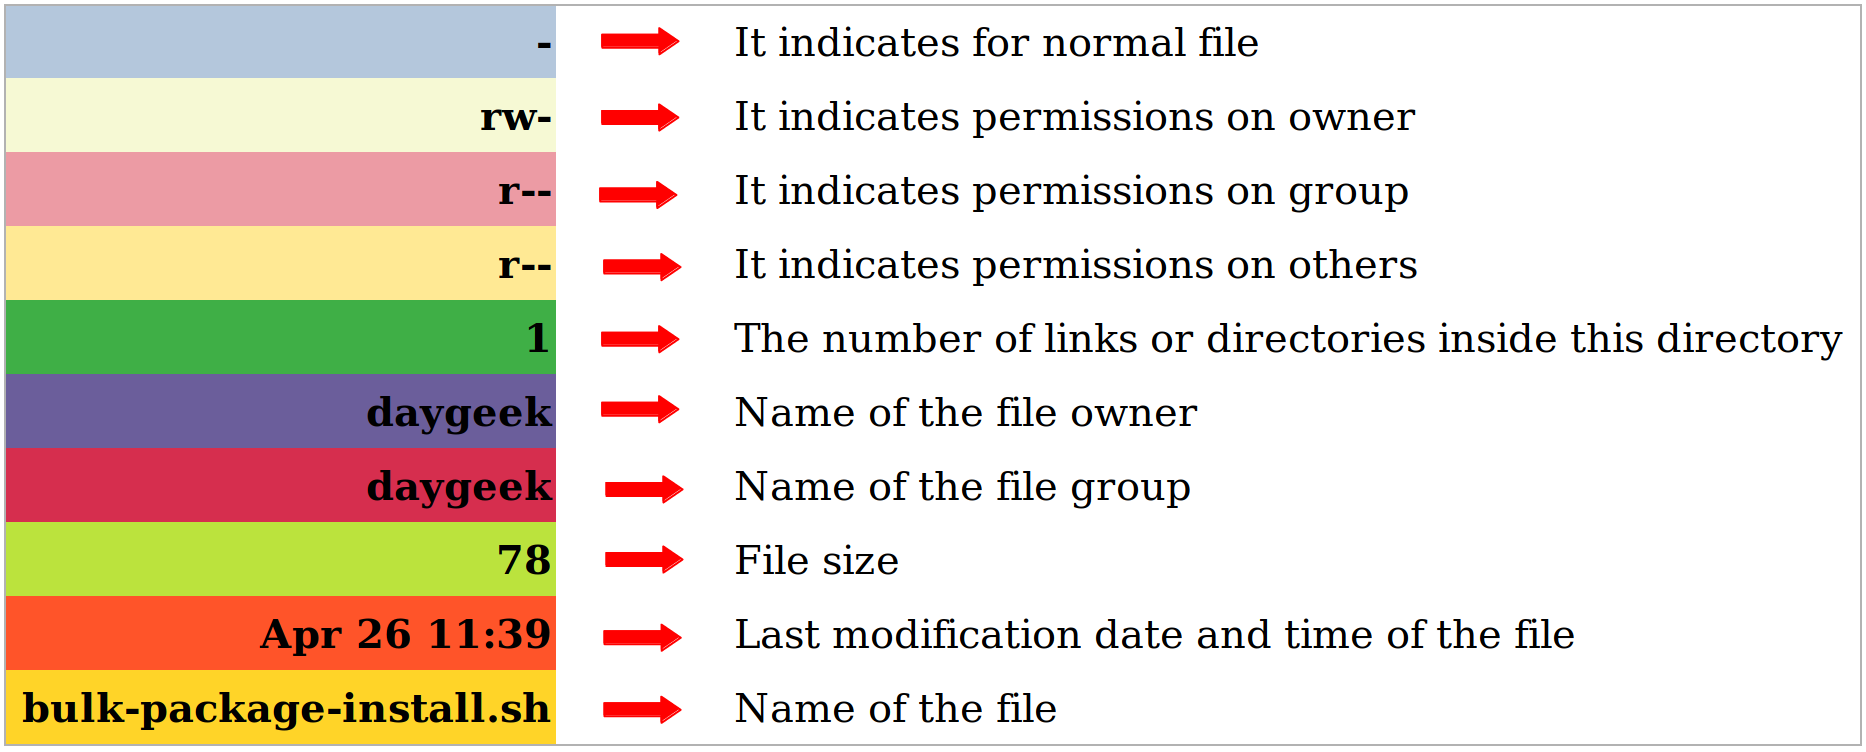 - It indicates for normal file
rw- It indicates permissions on owner
r-- It indicates permissions on group
r-- It indicates permissions on others
1 The number of links or directories inside this directory
daygeek Name of the file owner
daygeek Name of the file group
78 File size
Apr 26 11:39 Last modification date and time of the file
bulk-package-install.sh Name of the file